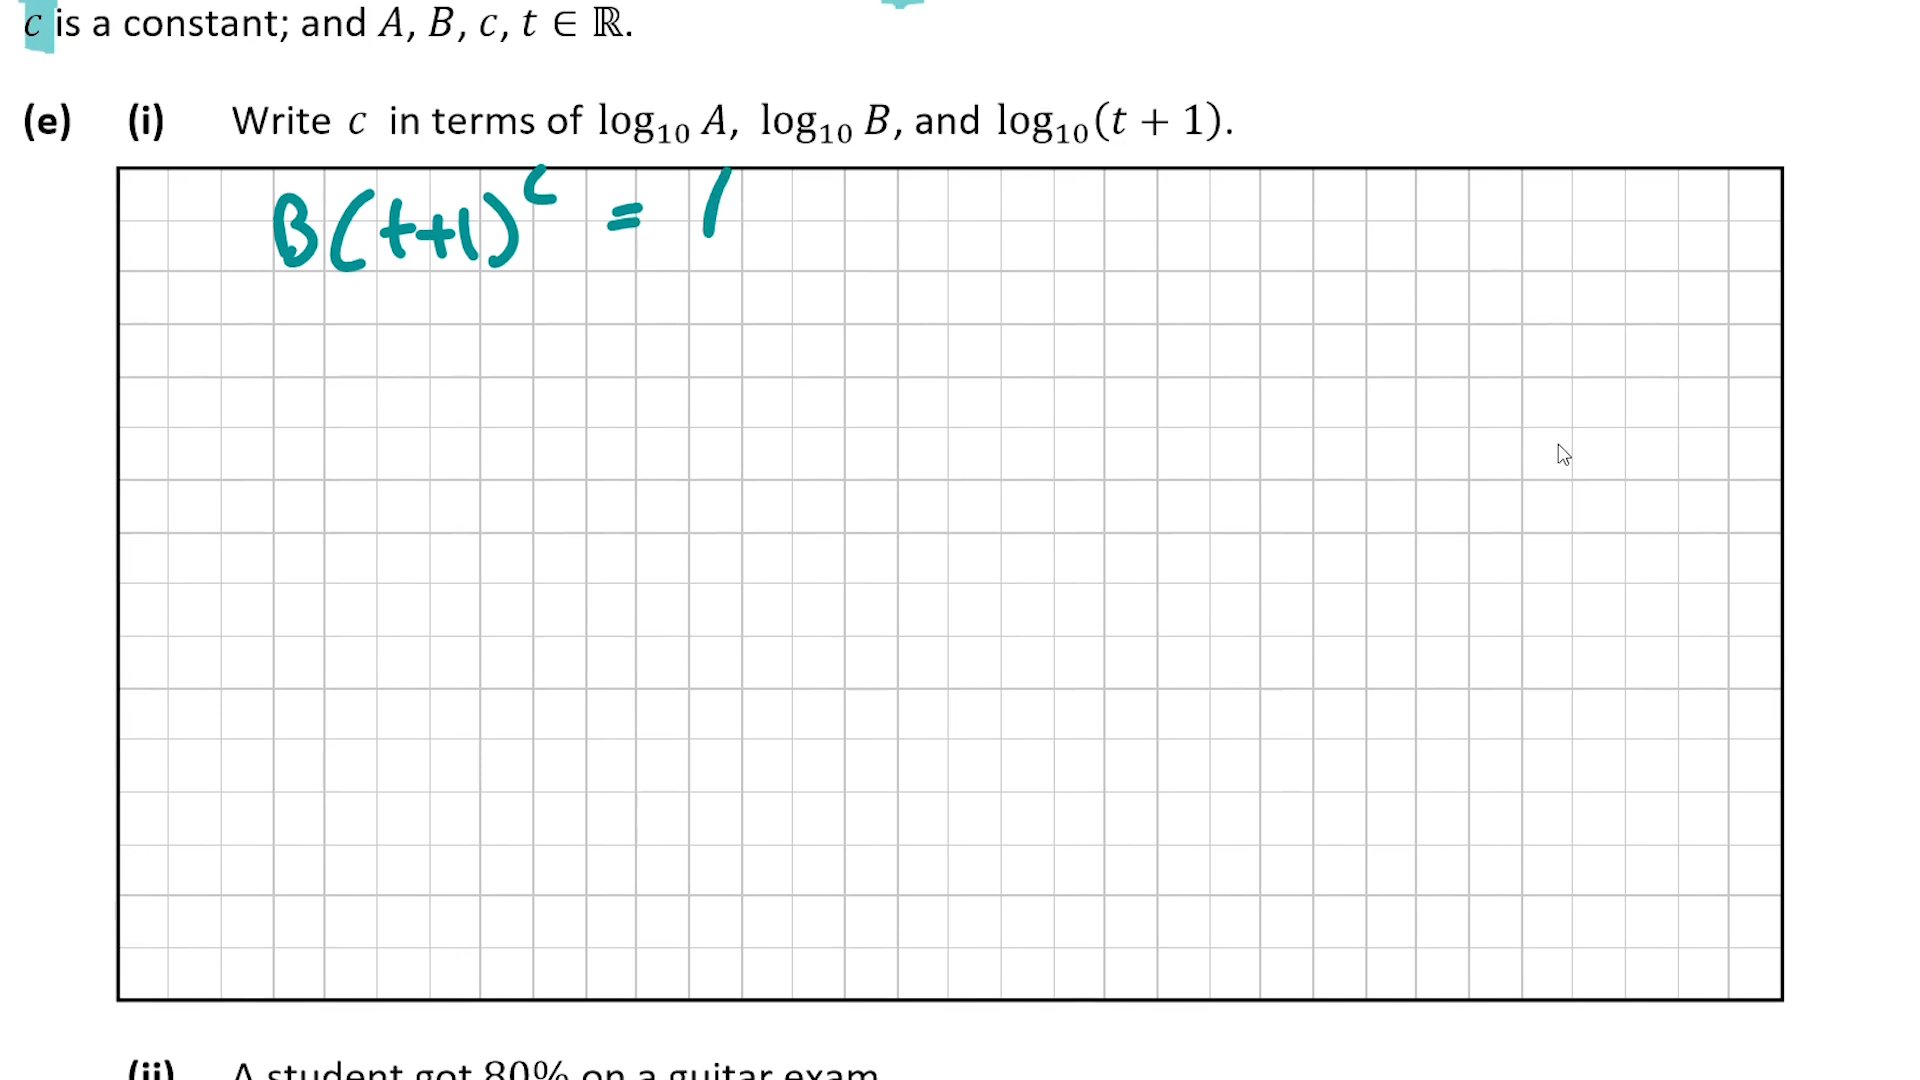 c is a constant; and A, B, c, t ∈ ℝ.
(e) (i) Write c in terms of log₁₀ A, log₁₀ B, and log₁₀(t + 1).
B(t+1)ᶜ =
(ii) A student got 80% on a guitar exam